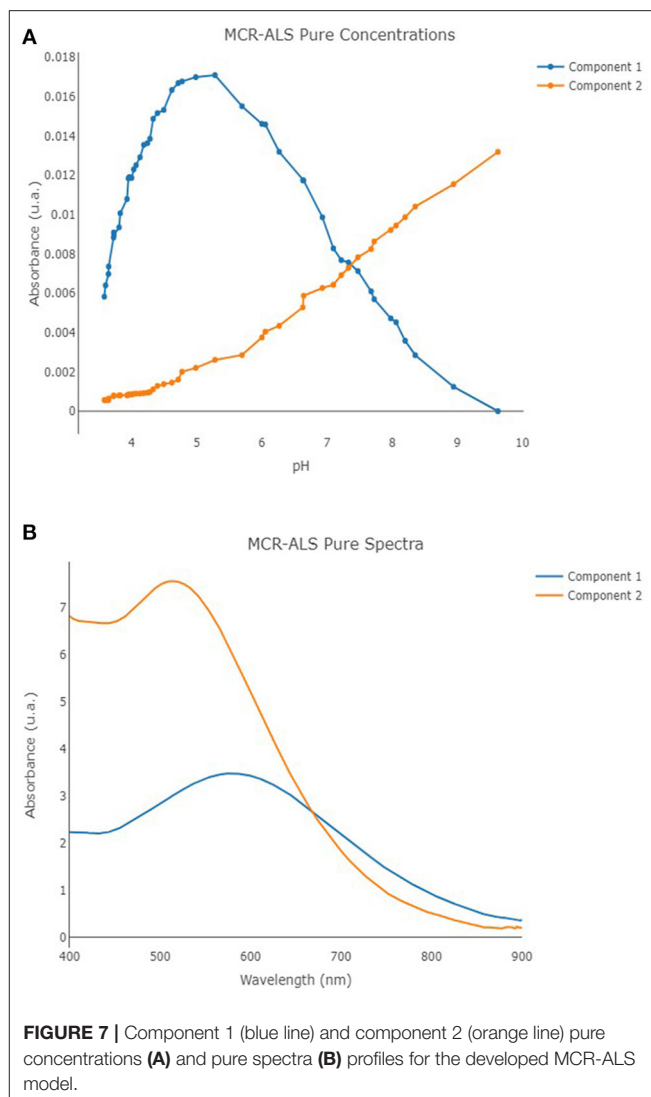 A
MCR-ALS Pure Concentrations
Component 1
Component 2
0.018
0.016
0.014
0.012
0.01
0.008
0.006
0.004
0.002
0
Absorbance (u.a.)
4 5 6 7 8 9 10
pH
B
MCR-ALS Pure Spectra
Component 1
Component 2
7
6
5
4
3
2
1
0
Absorbance (u.a.)
400 500 600 700 800 900
Wavelength (nm)
FIGURE 7 | Component 1 (blue line) and component 2 (orange line) pure
concentrations (A) and pure spectra (B) profiles for the developed MCR-ALS
model.